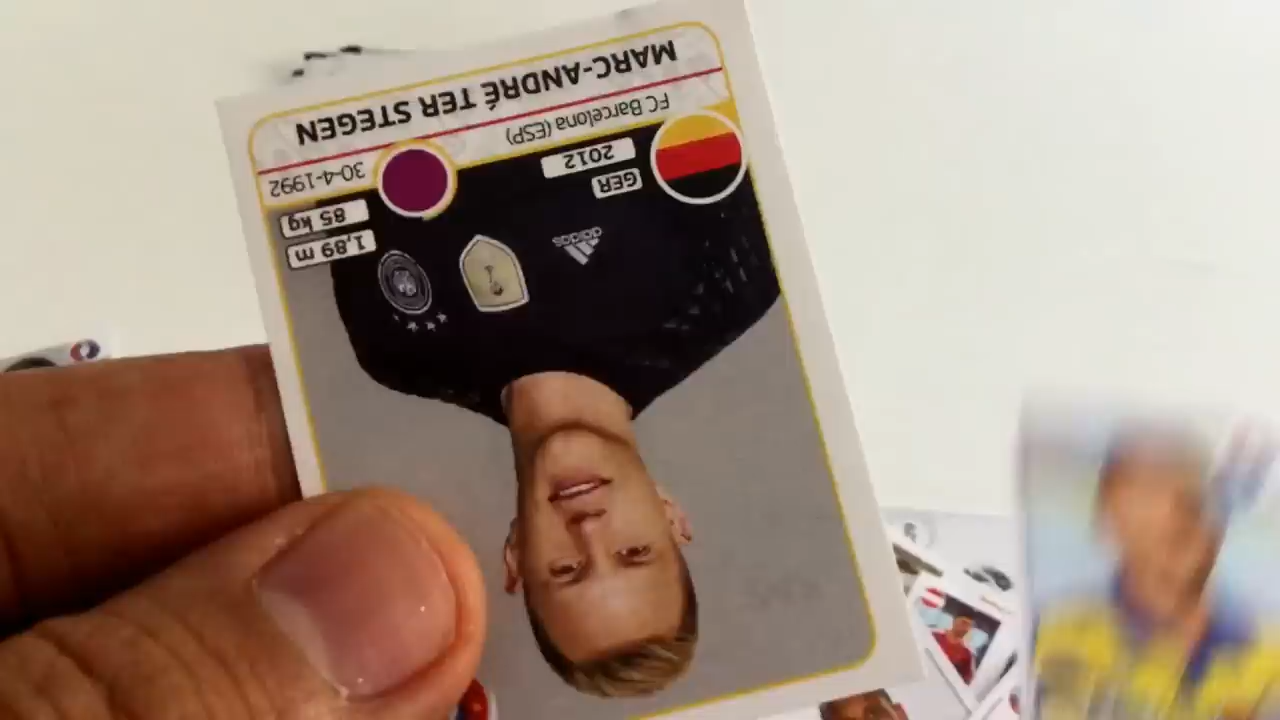 1,89 m
85 kg
adidas
GER
2012
30-4-1992
FC Barcelona (ESP)
MARC-ANDRÉ TER STEGEN